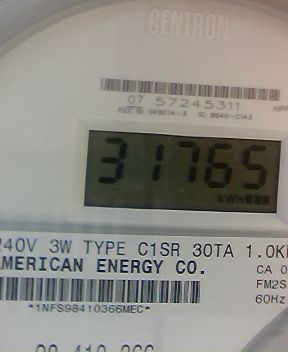 CENTRON
07 57245311
31765
kWh
240V 3W TYPE C1SR 30TA 1.0K
AMERICAN ENERGY CO.
CA 0
FM2S
60Hz
*1NFS98410366MEC*